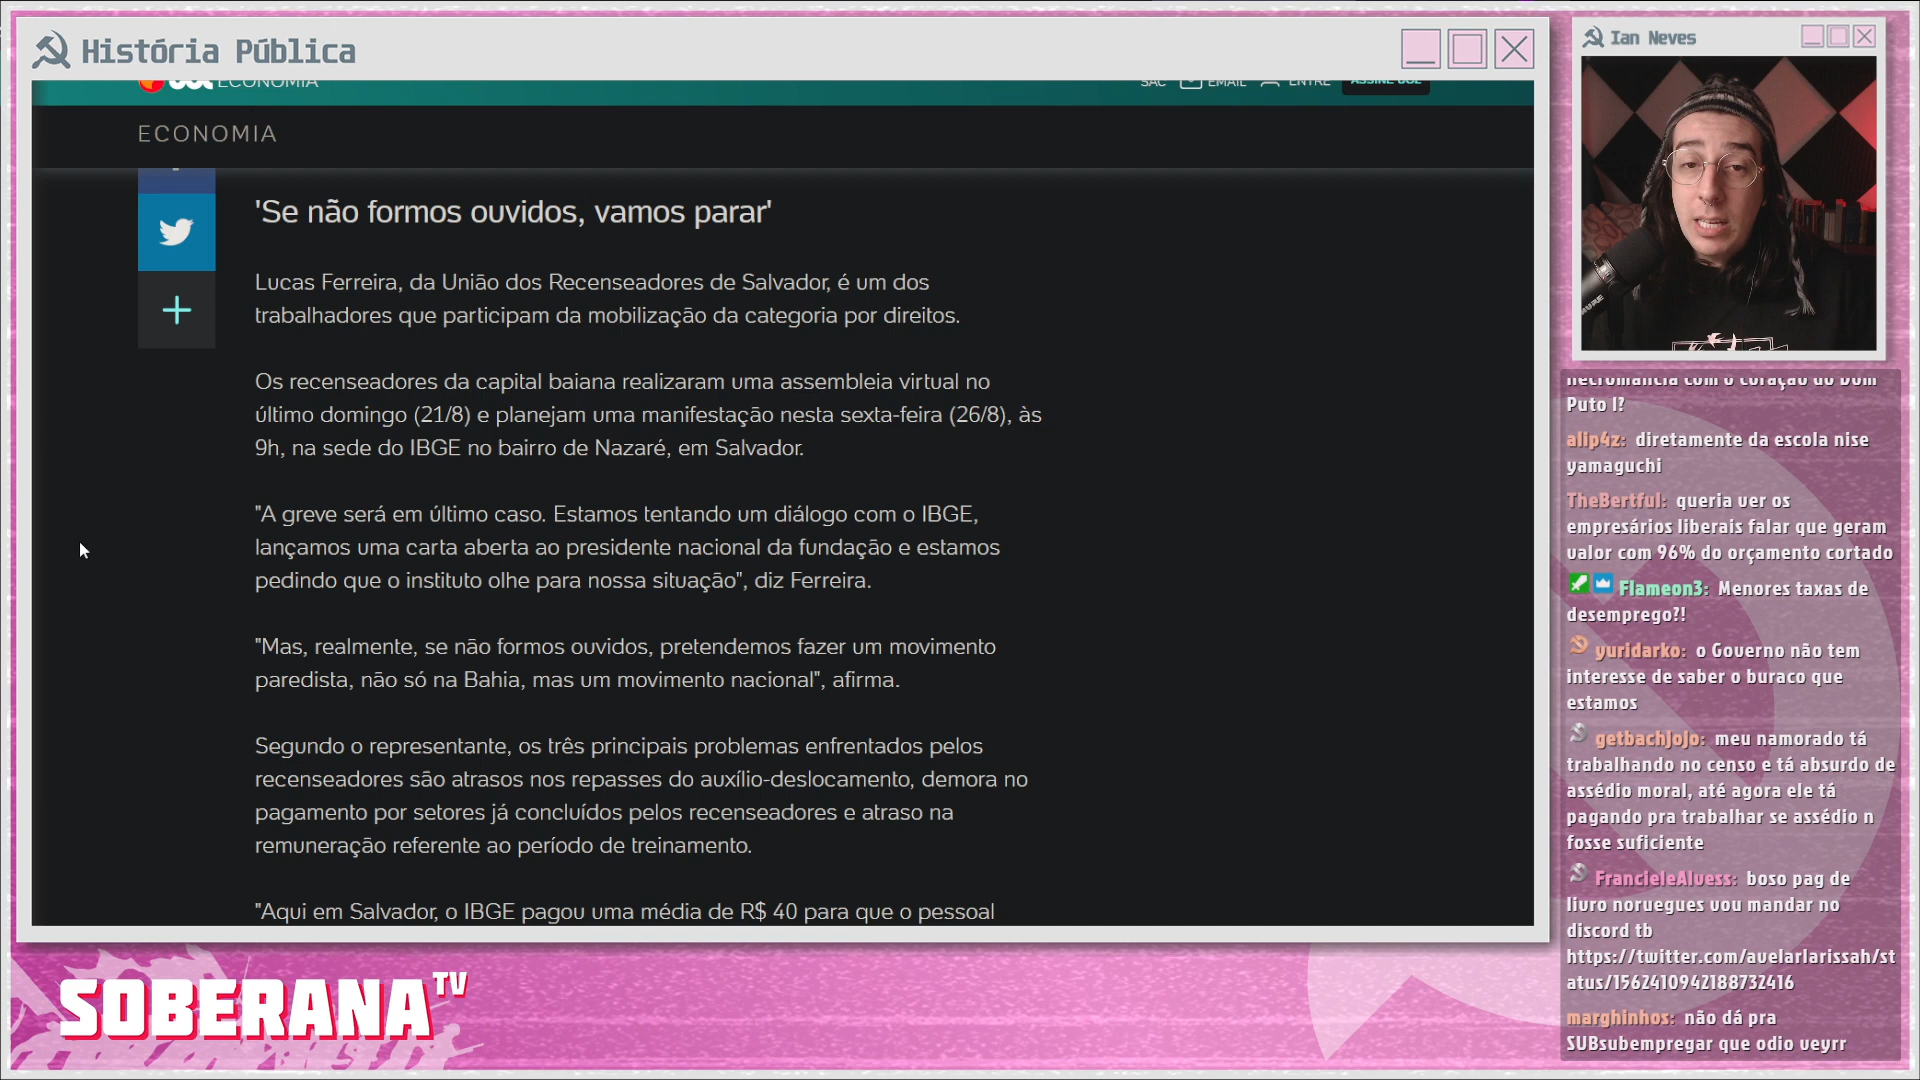 História Pública
ECONOMIA
SAC EMAIL ENTRE ASSINE UOL
ECONOMIA
'Se não formos ouvidos, vamos parar'
Lucas Ferreira, da União dos Recenseadores de Salvador, é um dos
trabalhadores que participam da mobilização da categoria por direitos.
Os recenseadores da capital baiana realizaram uma assembleia virtual no
último domingo (21/8) e planejam uma manifestação nesta sexta-feira (26/8), às
9h, na sede do IBGE no bairro de Nazaré, em Salvador.
"A greve será em último caso. Estamos tentando um diálogo com o IBGE,
lançamos uma carta aberta ao presidente nacional da fundação e estamos
pedindo que o instituto olhe para nossa situação", diz Ferreira.
"Mas, realmente, se não formos ouvidos, pretendemos fazer um movimento
paredista, não só na Bahia, mas um movimento nacional", afirma.
Segundo o representante, os três principais problemas enfrentados pelos
recenseadores são atrasos nos repasses do auxílio-deslocamento, demora no
pagamento por setores já concluídos pelos recenseadores e atraso na
remuneração referente ao período de treinamento.
"Aqui em Salvador, o IBGE pagou uma média de R$ 40 para que o pessoal
Ian Neves
necromancia com o coração do Dom
Puto I?
alip4z: diretamente da escola nise
yamaguchi
TheBertful: queria ver os
empresários liberais falar que geram
valor com 96% do orçamento cortado
Flameon3: Menores taxas de
desemprego?!
yuridarko: o Governo não tem
interesse de saber o buraco que
estamos
getbachjojo: meu namorado tá
trabalhando no censo e tá absurdo de
assédio moral, até agora ele tá
pagando pra trabalhar se assédio n
fosse suficiente
FrancieleAlvess: boso pag de
livro noruegues vou mandar no
discord tb
https://twitter.com/avelarlarissah/st
atus/1562410942188732416
marghinhos: não dá pra
SUBsubempregar que odio veyrr
SOBERANA TV